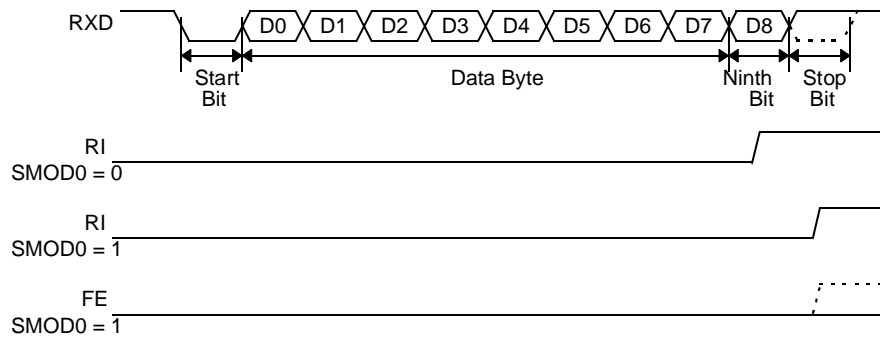 RXD D0 D1 D2 D3 D4 D5 D6 D7 D8
Start Bit
Data Byte
Ninth Bit
Stop Bit
RI
SMOD0 = 0
RI
SMOD0 = 1
FE
SMOD0 = 1